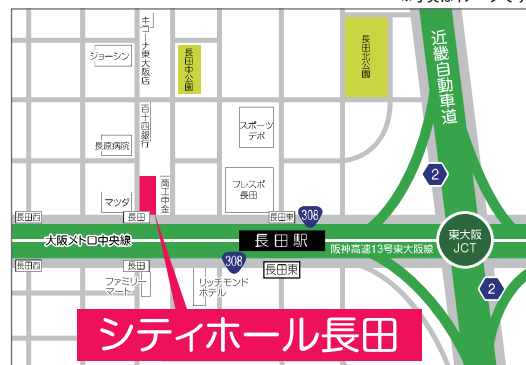 キコーナ東大阪店
ジョーシン
長田中公園
長田北公園
近畿自動車道
百十四銀行
スポーツ
デポ
長原病院
2
マツダ
商工中金
フレスポ
長田
長田西
長田
長田東
308
大阪メトロ中央線
長田駅
阪神高速13号東大阪線
東大阪
JCT
長田西
長田
308
長田東
ファミリー
マート
リッチモンド
ホテル
2
シティホール長田